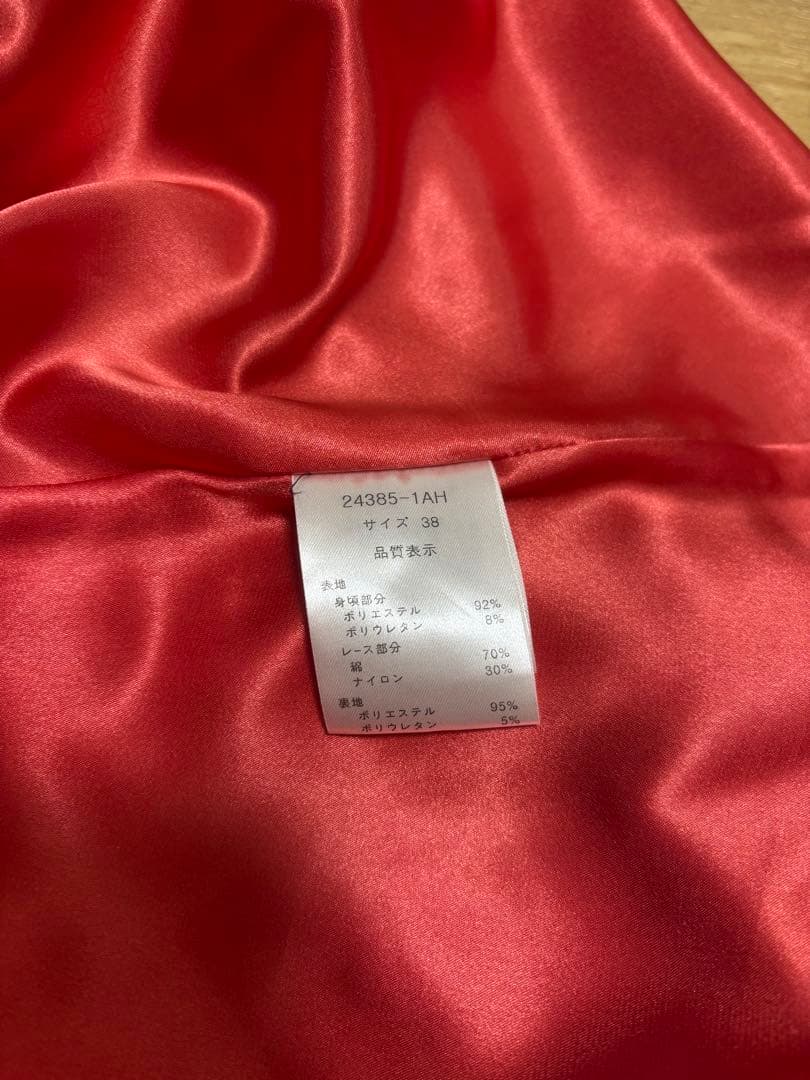 24385-1AH
サイズ 38
品質表示
表地
身頃部分
ポリエステル 92%
ポリウレタン 8%
レース部分
綿 70%
ナイロン 30%
裏地
ポリエステル 95%
ポリウレタン 5%